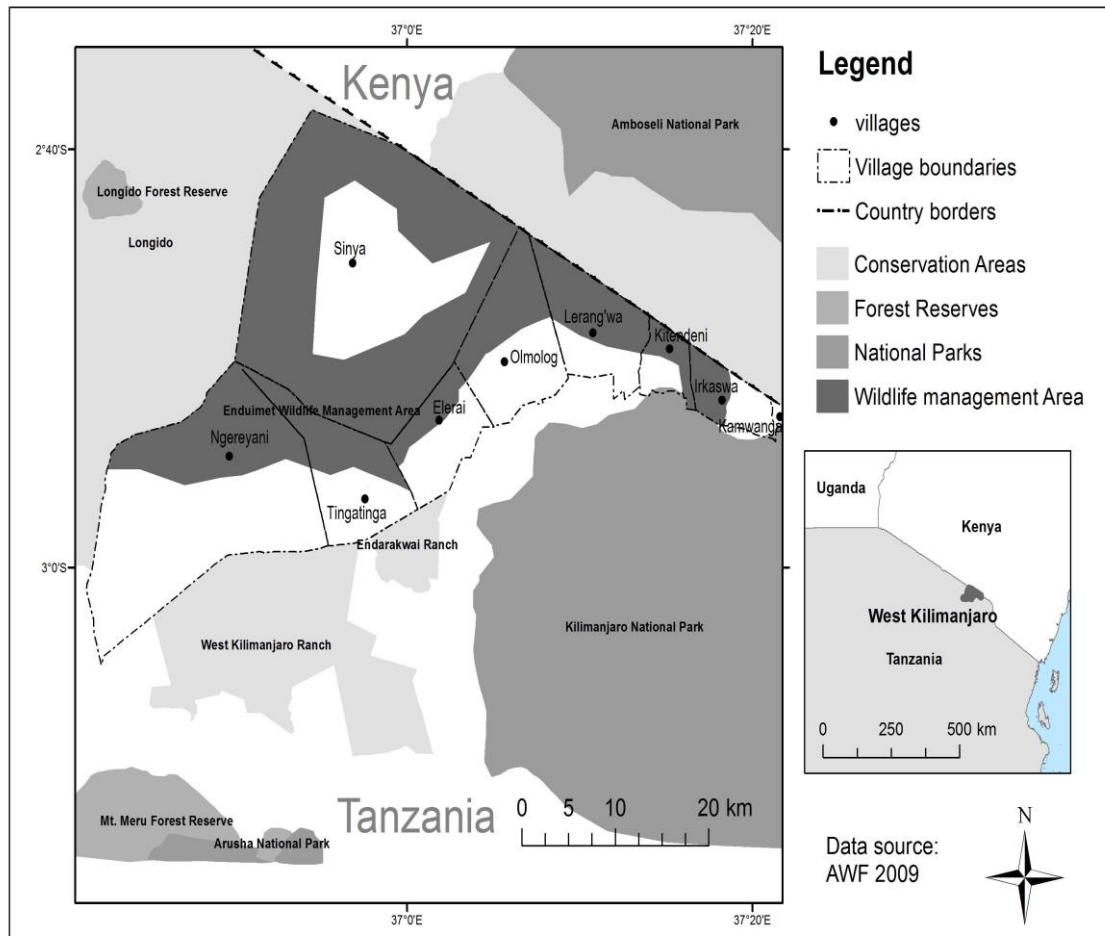 37°0'E
37°20'E
Kenya
Amboseli National Park
2°40'S
Longido Forest Reserve
Longido
Sinya
Lerang'wa
Kitendeni
Olmolog
Irkaswa
Enduimet Wildlife Management Area
Elerai
Kamwanga
Ngereyani
Tingatinga
Endarakwai Ranch
3°0'S
Kilimanjaro National Park
West Kilimanjaro Ranch
Tanzania
0 5 10 20 km
Mt. Meru Forest Reserve
Arusha National Park
37°0'E
37°20'E
Legend
villages
Village boundaries
Country borders
Conservation Areas
Forest Reserves
National Parks
Wildlife management Area
Uganda
Kenya
West Kilimanjaro
Tanzania
0 250 500 km
Data source:
AWF 2009
N